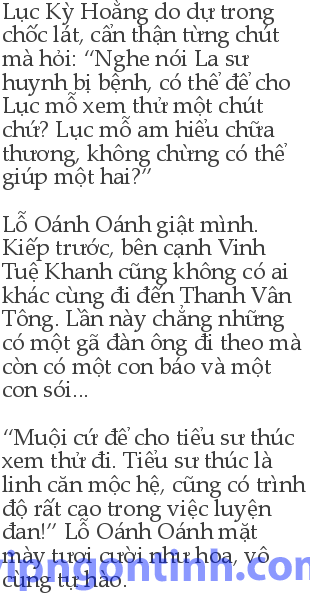 Lục Kỳ Hoằng do dự trong
chốc lát, cẩn thận từng chút
mà hỏi: “Nghe nói La sư
huynh bị bệnh, có thể để cho
Lục mỗ xem thử một chút
chứ? Lục mỗ am hiểu chữa
thương, không chừng có thể
giúp một hai?”
Lỗ Oánh Oánh giật mình.
Kiếp trước, bên cạnh Vinh
Tuệ Khanh cũng không có ai
khác cùng đi đến Thanh Vân
Tông. Lần này chẳng những
có một gã đàn ông đi theo mà
còn có một con báo và một
con sói...
“Muội cứ để cho tiểu sư thúc
xem thử đi. Tiểu sư thúc là
linh căn mộc hệ, cũng có trình
độ rất cao trong việc luyện
đan!” Lỗ Oánh Oánh mặt
mày tươi cười như hoa, vô
cùng tự hào.
vipngontinh.com